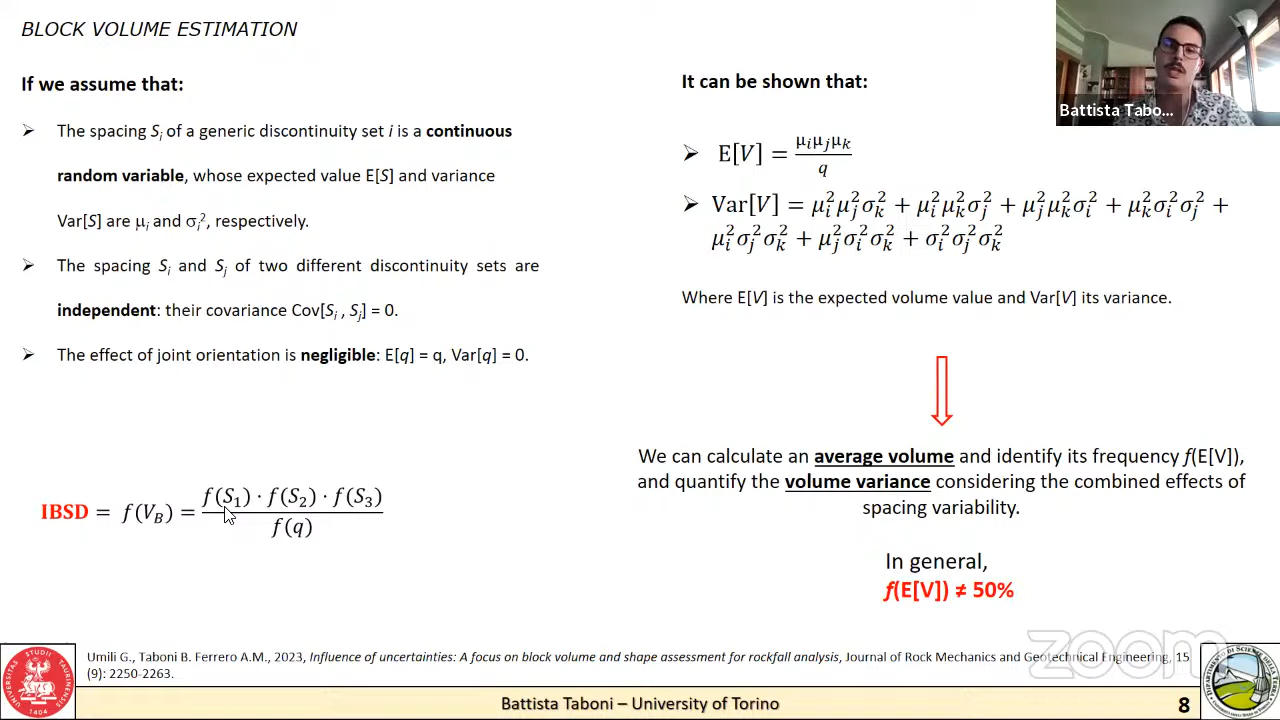 BLOCK VOLUME ESTIMATION
If we assume that:
➢ The spacing Sᵢ of a generic discontinuity set i is a continuous
random variable, whose expected value E[S] and variance
Var[S] are μᵢ and σᵢ², respectively.
➢ The spacing Sᵢ and Sⱼ of two different discontinuity sets are
independent: their covariance Cov[Sᵢ , Sⱼ] = 0.
➢ The effect of joint orientation is negligible: E[q] = q, Var[q] = 0.
IBSD = f(V_B) = (f(S₁) · f(S₂) · f(S₃)) / f(q)
It can be shown that:
➢ E[V] = (μᵢμⱼμₖ) / q
➢ Var[V] = μᵢ²μⱼ²σₖ² + μᵢ²μₖ²σⱼ² + μⱼ²μₖ²σᵢ² + μₖ²σᵢ²σⱼ² +
μᵢ²σⱼ²σₖ² + μⱼ²σᵢ²σₖ² + σᵢ²σⱼ²σₖ²
Where E[V] is the expected volume value and Var[V] its variance.
We can calculate an average volume and identify its frequency f(E[V]),
and quantify the volume variance considering the combined effects of
spacing variability.
In general,
f(E[V]) ≠ 50%
Battista Tabo...
zoom
Umili G., Taboni B. Ferrero A.M., 2023, Influence of uncertainties: A focus on block volume and shape assessment for rockfall analysis, Journal of Rock Mechanics and Geotechnical Engineering, 15
(9): 2250-2263.
Battista Taboni – University of Torino
8
1404